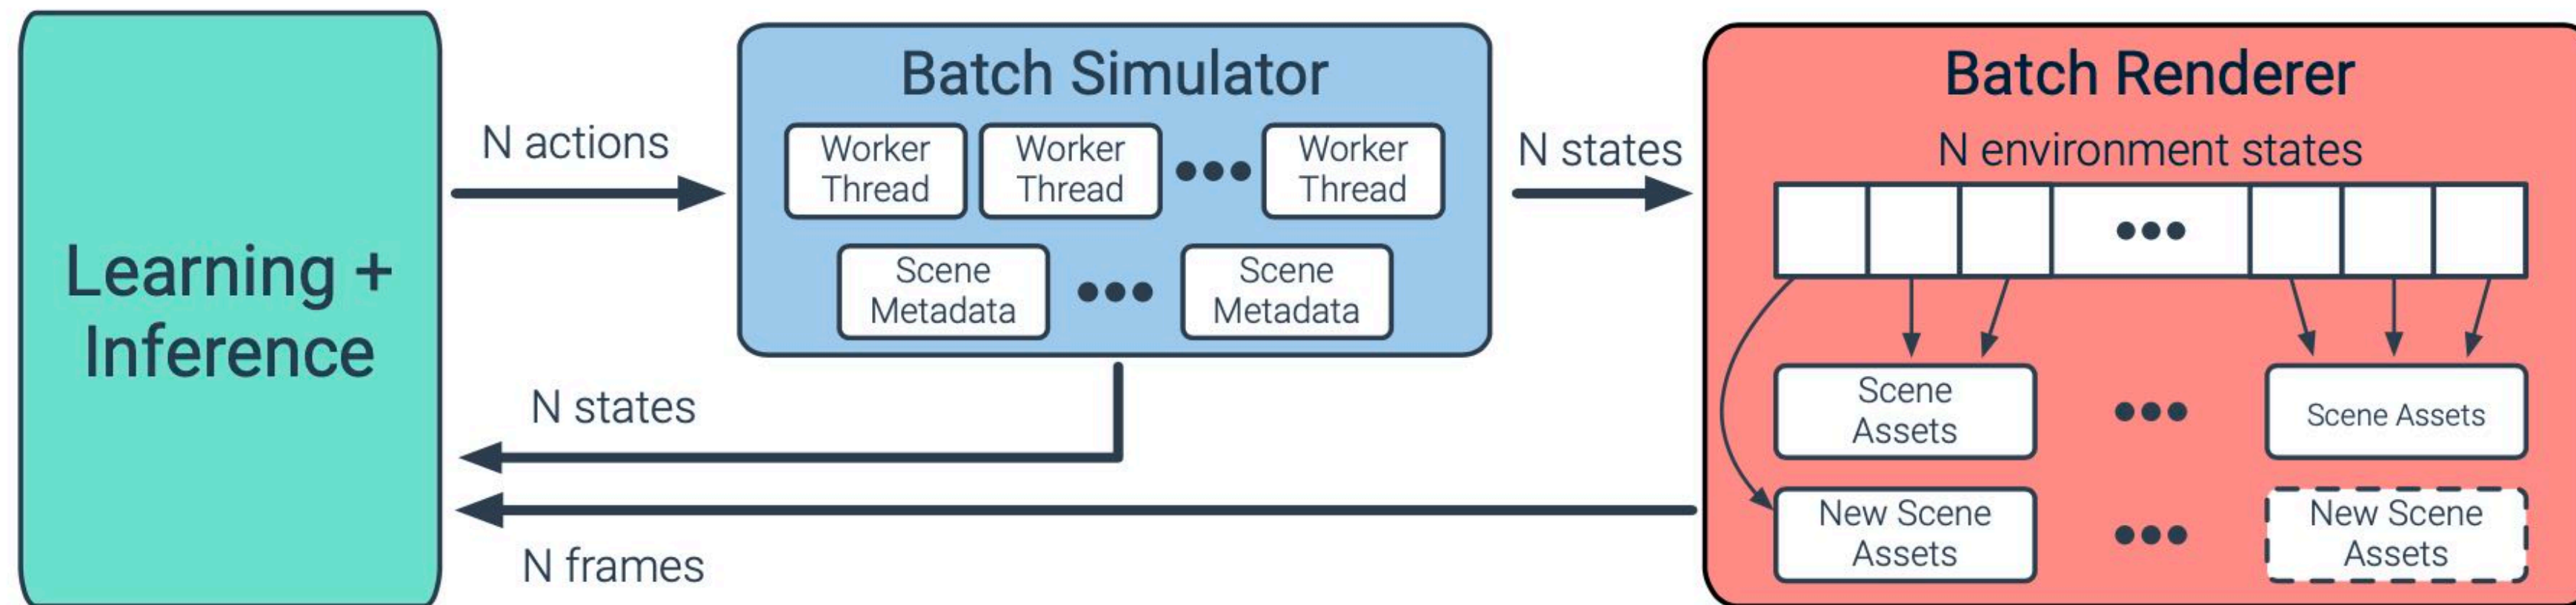 Learning +
Inference
N actions
Batch Simulator
Worker
Thread
Worker
Thread
Worker
Thread
Scene
Metadata
Scene
Metadata
N states
N states
N frames
Batch Renderer
N environment states
Scene
Assets
Scene Assets
New Scene
Assets
New Scene
Assets